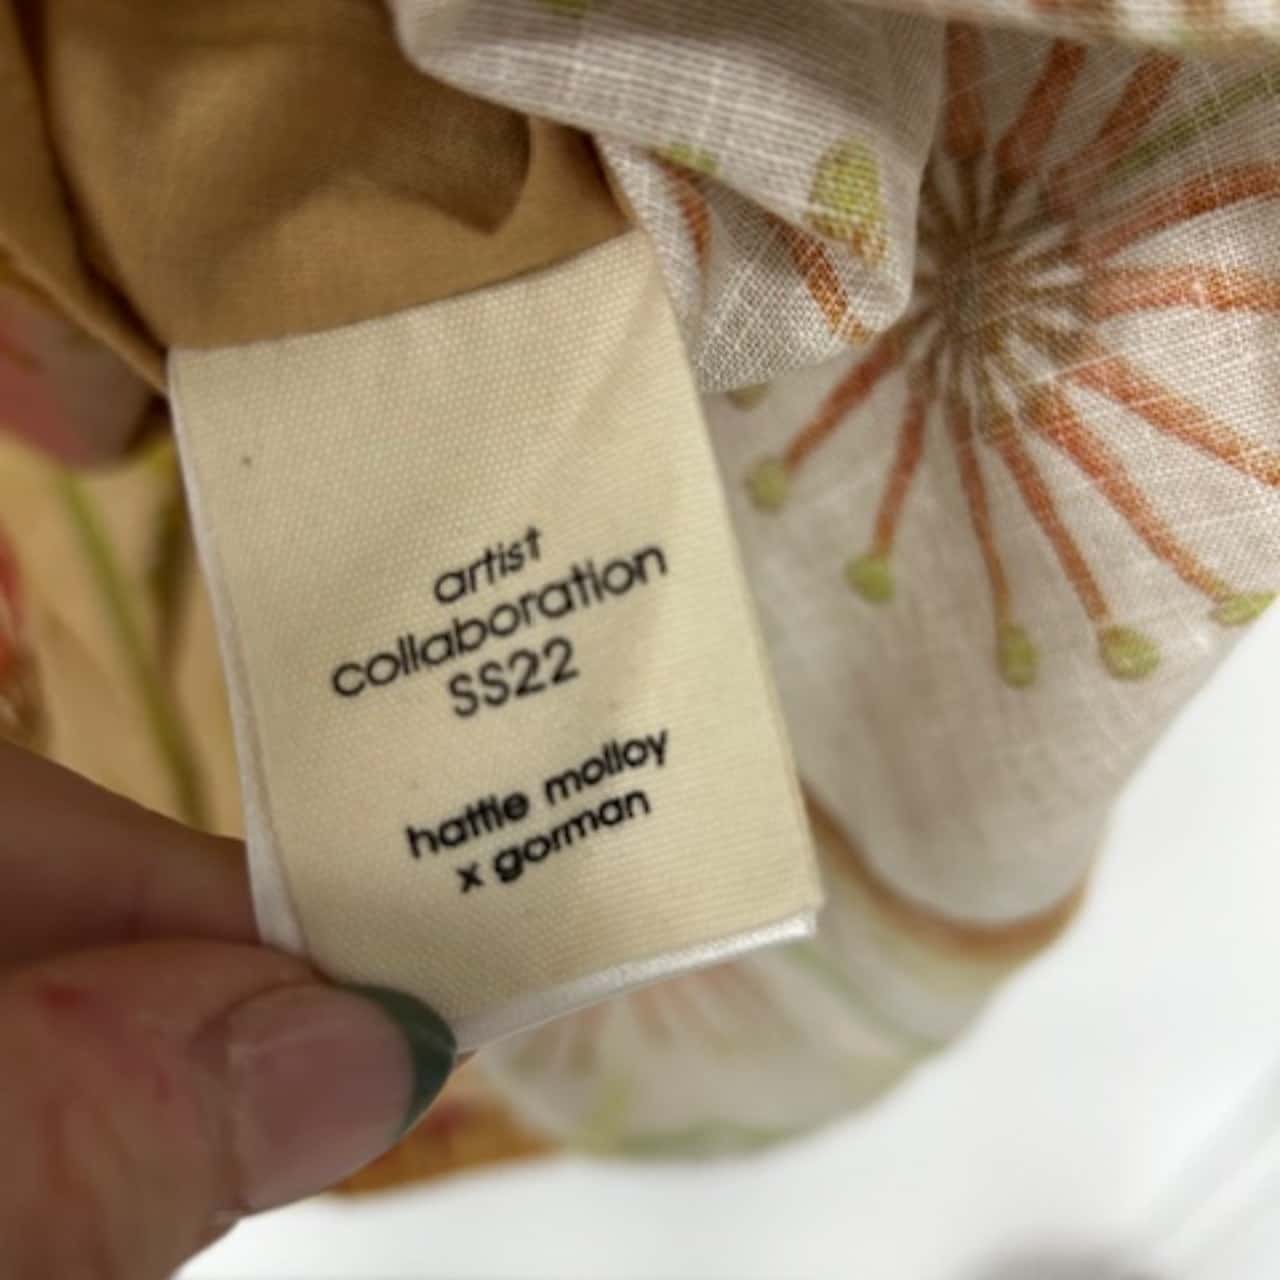 artist
collaboration
SS22
hattie molloy
x gorman